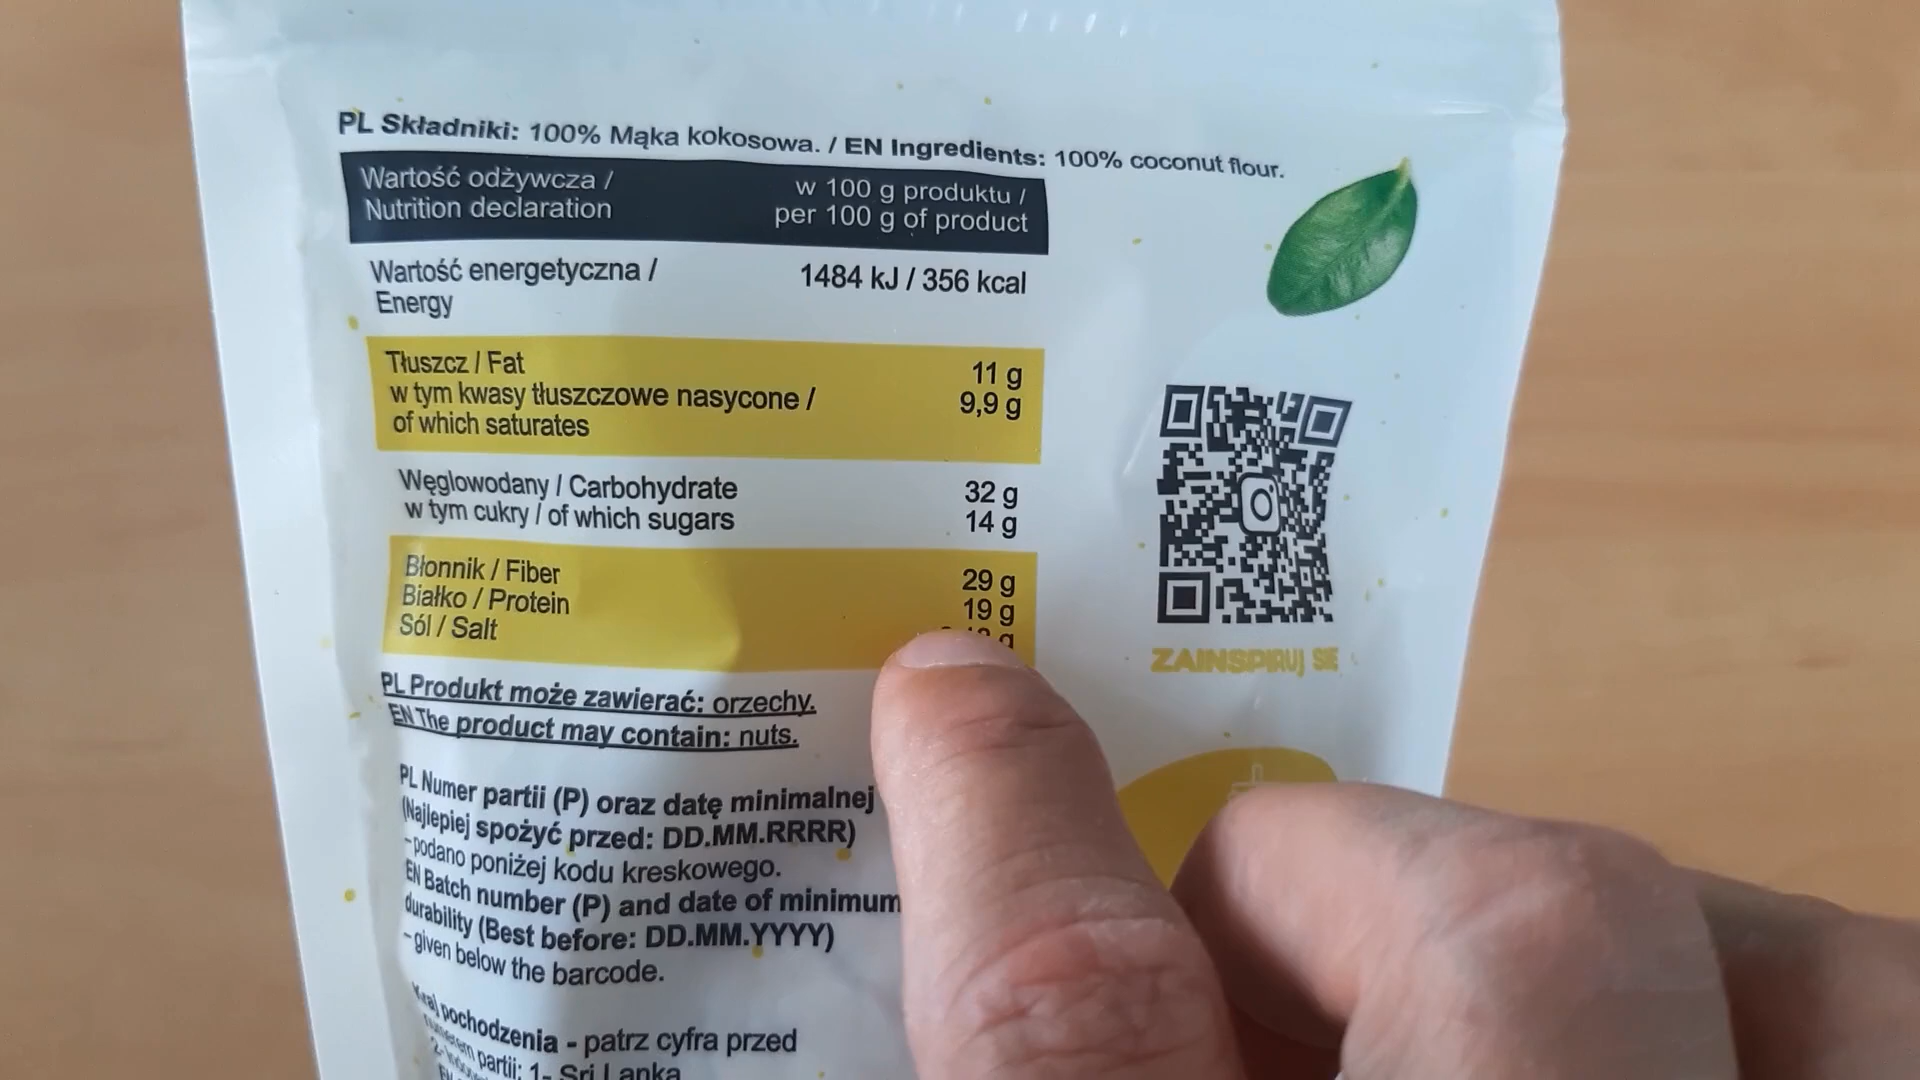 PL Składniki: 100% Mąka kokosowa. / EN Ingredients: 100% coconut flour.
Wartość odżywcza / w 100 g produktu /
Nutrition declaration per 100 g of product
Wartość energetyczna / 1484 kJ / 356 kcal
Energy
Tłuszcz / Fat 11 g
w tym kwasy tłuszczowe nasycone / 9,9 g
of which saturates
Węglowodany / Carbohydrate 32 g
w tym cukry / of which sugars 14 g
Błonnik / Fiber 29 g
Białko / Protein 19 g
Sól / Salt g
ZAINSPIRUJ SIĘ
PL Produkt może zawierać: orzechy.
EN The product may contain: nuts.
PL Numer partii (P) oraz datę minimalnej
(Najlepiej spożyć przed: DD.MM.RRRR)
-podano poniżej kodu kreskowego.
EN Batch number (P) and date of minimum
durability (Best before: DD.MM.YYYY)
-given below the barcode.
Kraj pochodzenia - patrz cyfra przed
numerem partii: 1- Sri Lanka